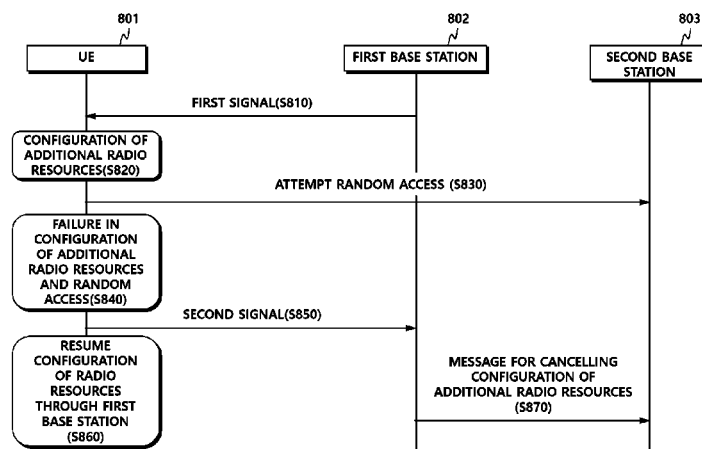 801
802
803
UE
FIRST BASE STATION
SECOND BASE
STATION
FIRST SIGNAL(S810)
CONFIGURATION OF
ADDITIONAL RADIO
RESOURCES(S820)
ATTEMPT RANDOM ACCESS (S830)
FAILURE IN
CONFIGURATION
OF ADDITIONAL
RADIO RESOURCES
AND RANDOM
ACCESS(S840)
SECOND SIGNAL(S850)
RESUME
CONFIGURATION
OF RADIO
RESOURCES
THROUGH FIRST
BASE STATION
(S860)
MESSAGE FOR CANCELLING
CONFIGURATION OF
ADDITIONAL RADIO RESOURCES
(S870)